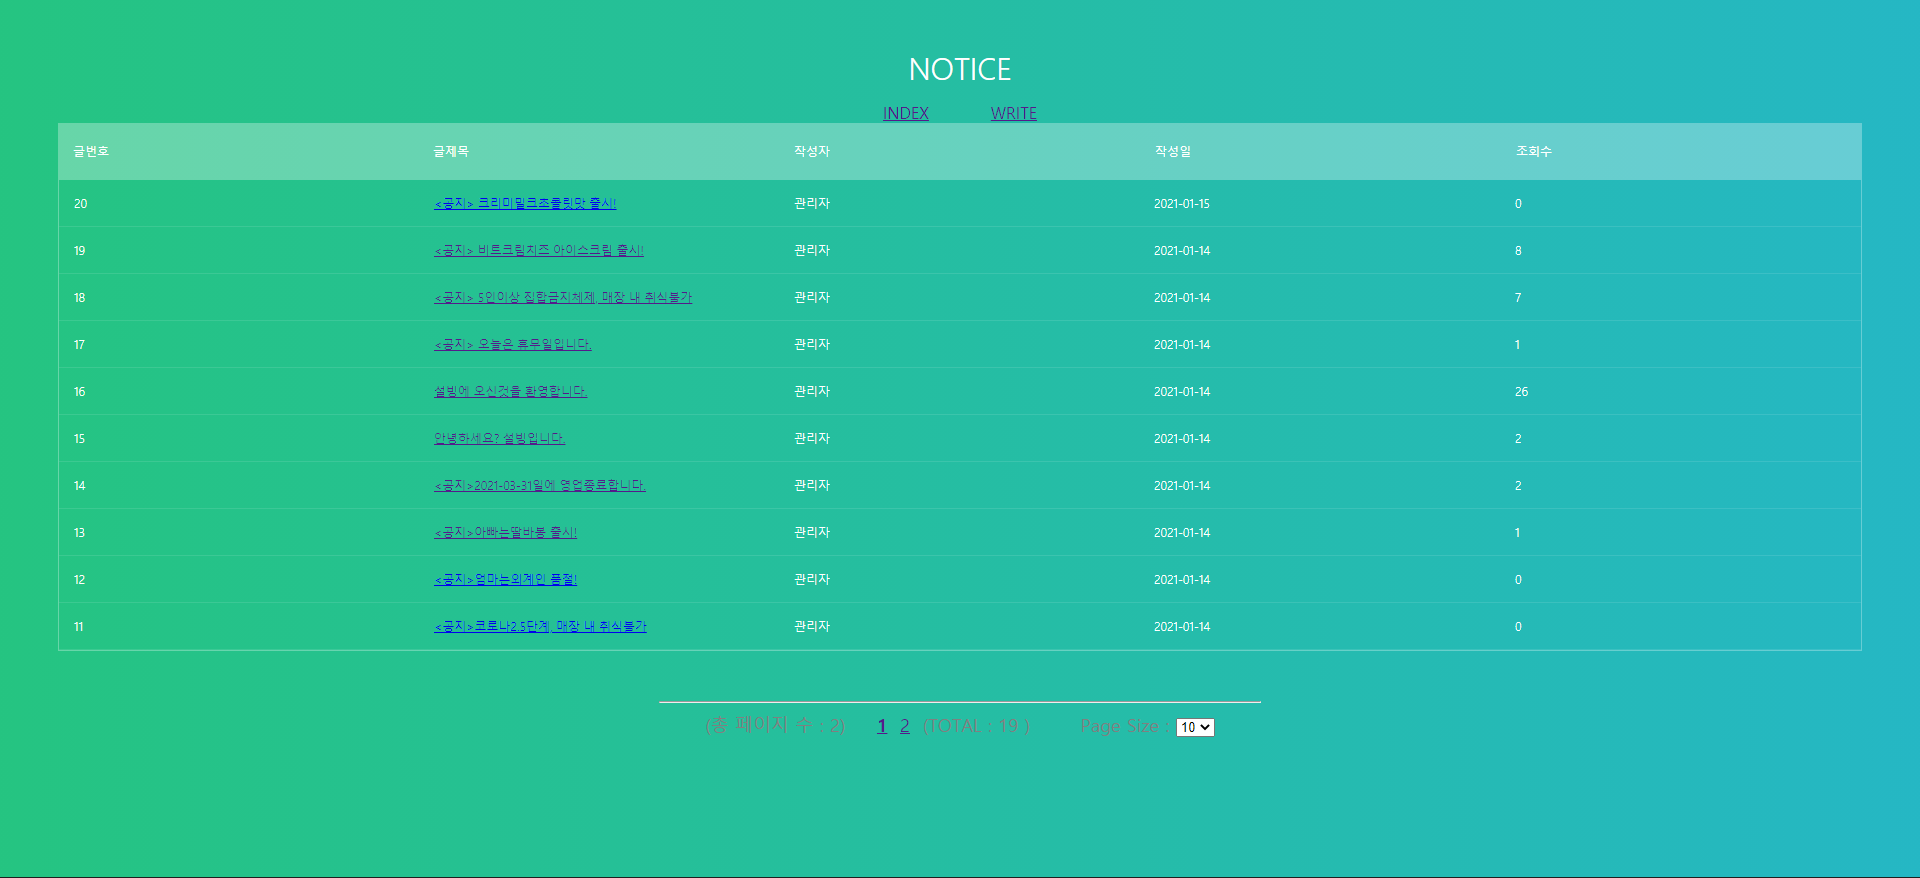 NOTICE
INDEX WRITE
글번호 글제목 작성자 작성일 조회수
20 <공지> 크리미밀크초콜릿맛 출시! 관리자 2021-01-15 0
19 <공지> 비트크림치즈 아이스크림 출시! 관리자 2021-01-14 8
18 <공지> 5인이상 집합금지체제, 매장 내 취식불가 관리자 2021-01-14 7
17 <공지> 오늘은 휴무일입니다. 관리자 2021-01-14 1
16 설빙에 오신것을 환영합니다. 관리자 2021-01-14 26
15 안녕하세요? 설빙입니다. 관리자 2021-01-14 2
14 <공지>2021-03-31일에 영업종료합니다. 관리자 2021-01-14 2
13 <공지>아빠는딸바봉 출시! 관리자 2021-01-14 1
12 <공지>엄마는외계인 품절! 관리자 2021-01-14 0
11 <공지>코로나2.5단계, 매장 내 취식불가 관리자 2021-01-14 0
(총 페이지 수 : 2) 1 2 (TOTAL : 19 ) Page Size : 10